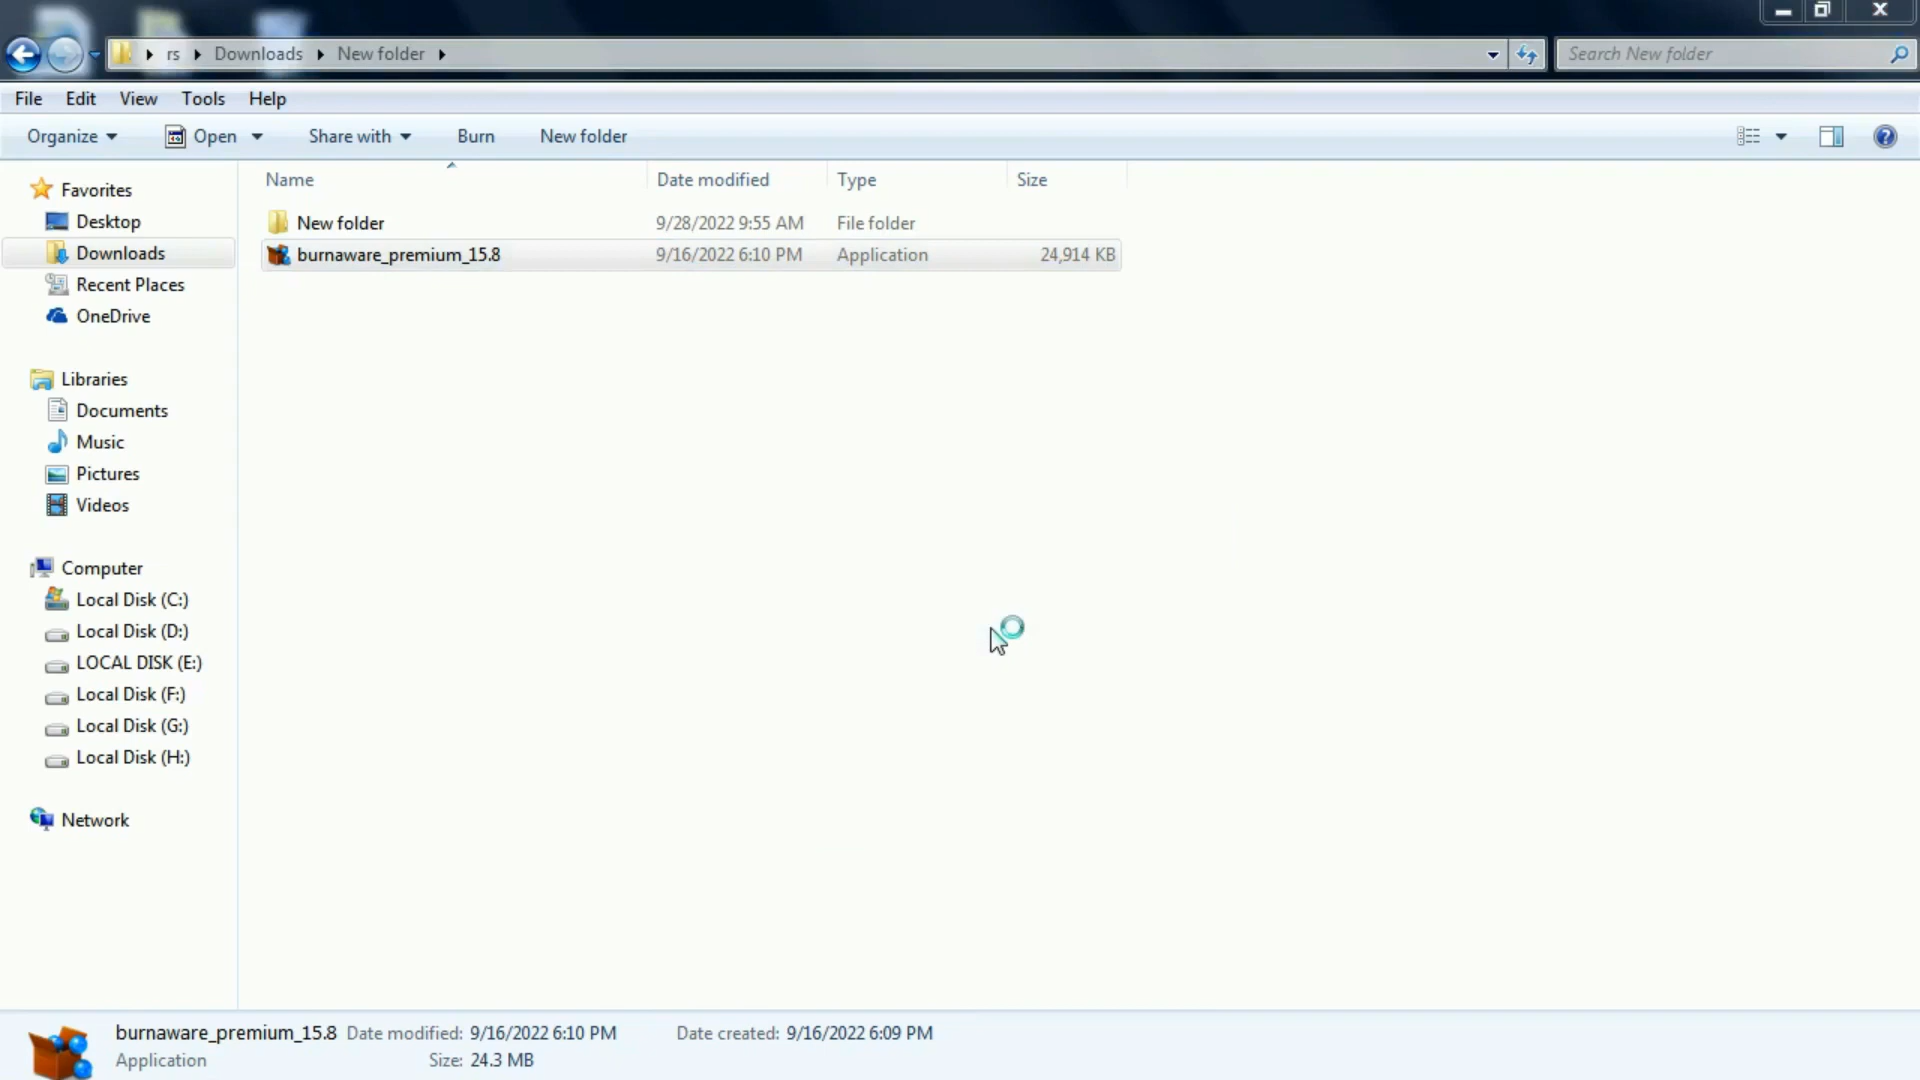 rs Downloads New folder
Search New folder
File Edit View Tools Help
Organize Open Share with Burn New folder
Name Date modified Type Size
New folder 9/28/2022 9:55 AM File folder
burnaware_premium_15.8 9/16/2022 6:10 PM Application 24,914 KB
Favorites
Desktop
Downloads
Recent Places
OneDrive
Libraries
Documents
Music
Pictures
Videos
Computer
Local Disk (C:)
Local Disk (D:)
LOCAL DISK (E:)
Local Disk (F:)
Local Disk (G:)
Local Disk (H:)
Network
burnaware_premium_15.8 Date modified: 9/16/2022 6:10 PM Date created: 9/16/2022 6:09 PM
Application Size: 24.3 MB